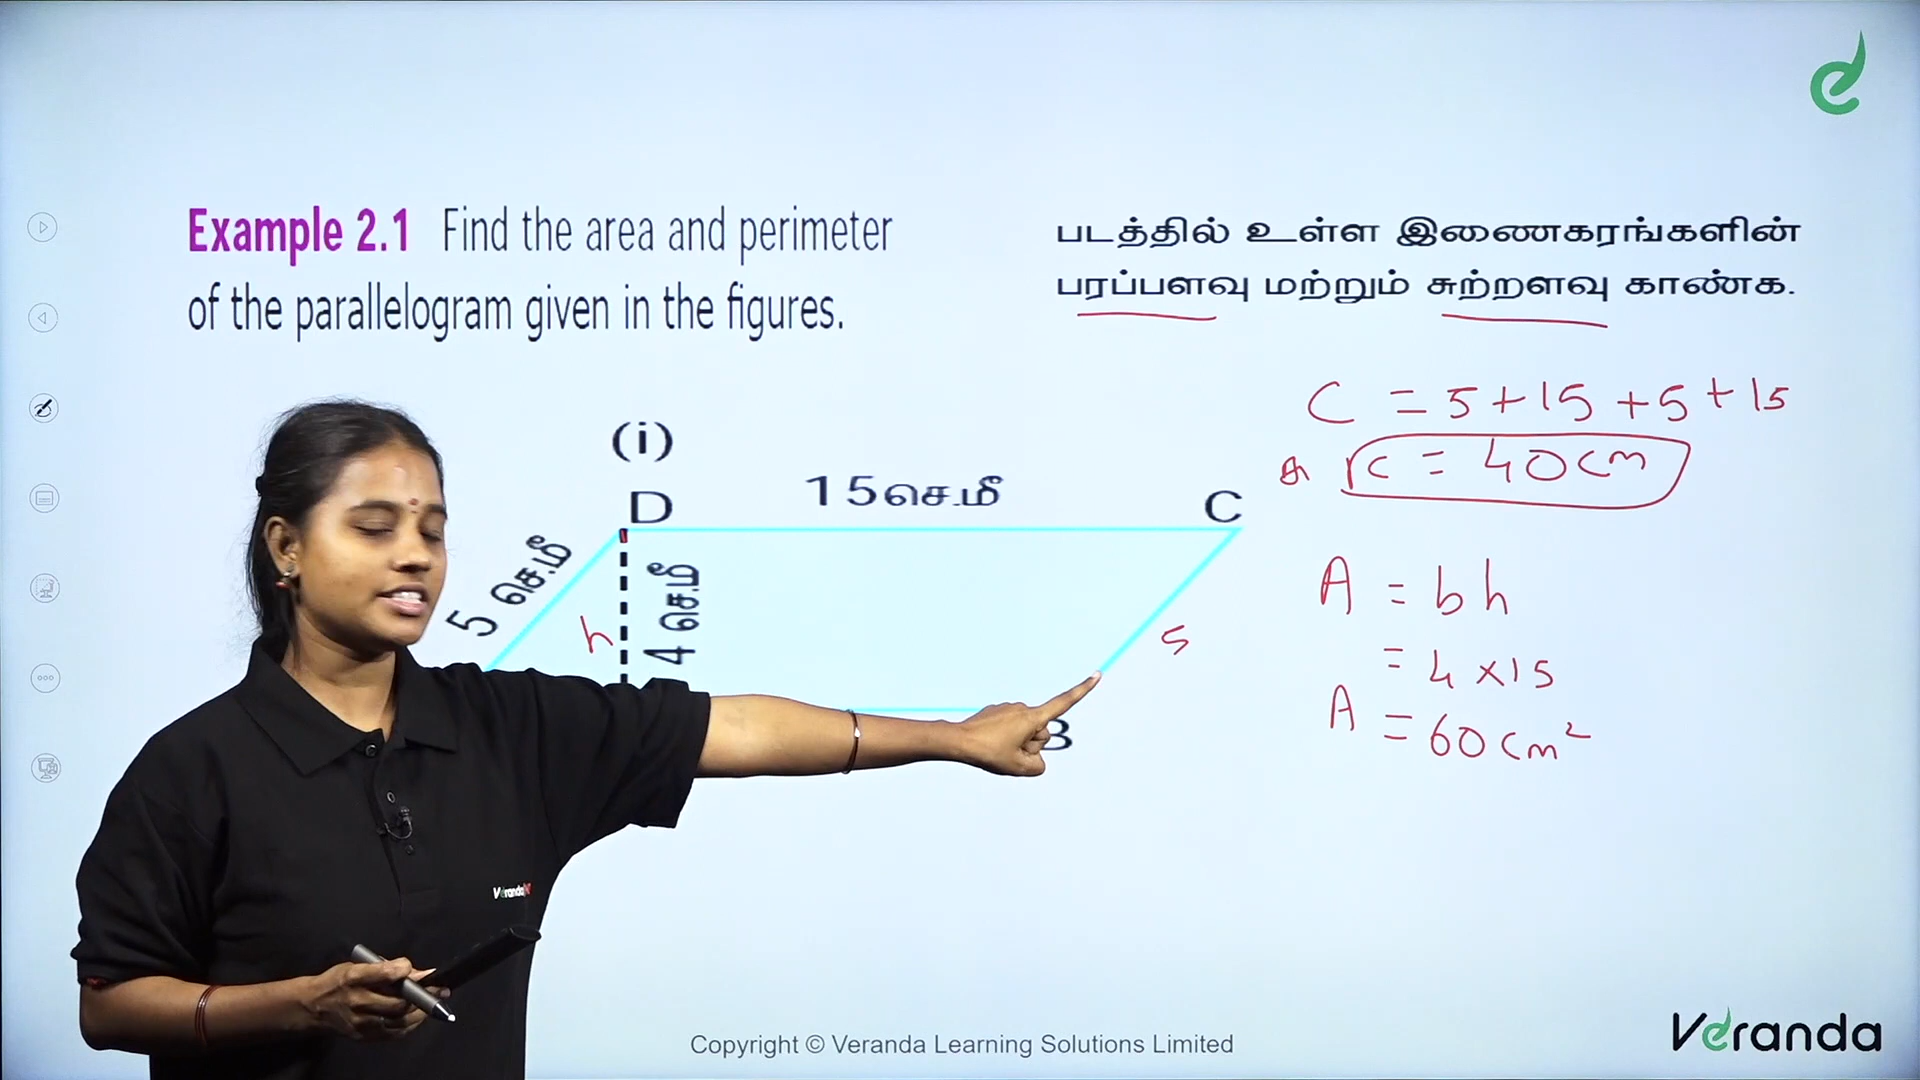 Example 2.1 Find the area and perimeter
of the parallelogram given in the figures.
படத்தில் உள்ள இணைகரங்களின்
பரப்பளவு மற்றும் சுற்றளவு காண்க.
C = 5+15+5+15
C = 40cm
(i)
D 15செ.மீ C
5 செ.மீ
h
4 செ.மீ
5
B
A = bh
= 4 ×15
A = 60cm²
Veranda
Copyright © Veranda Learning Solutions Limited
Veranda